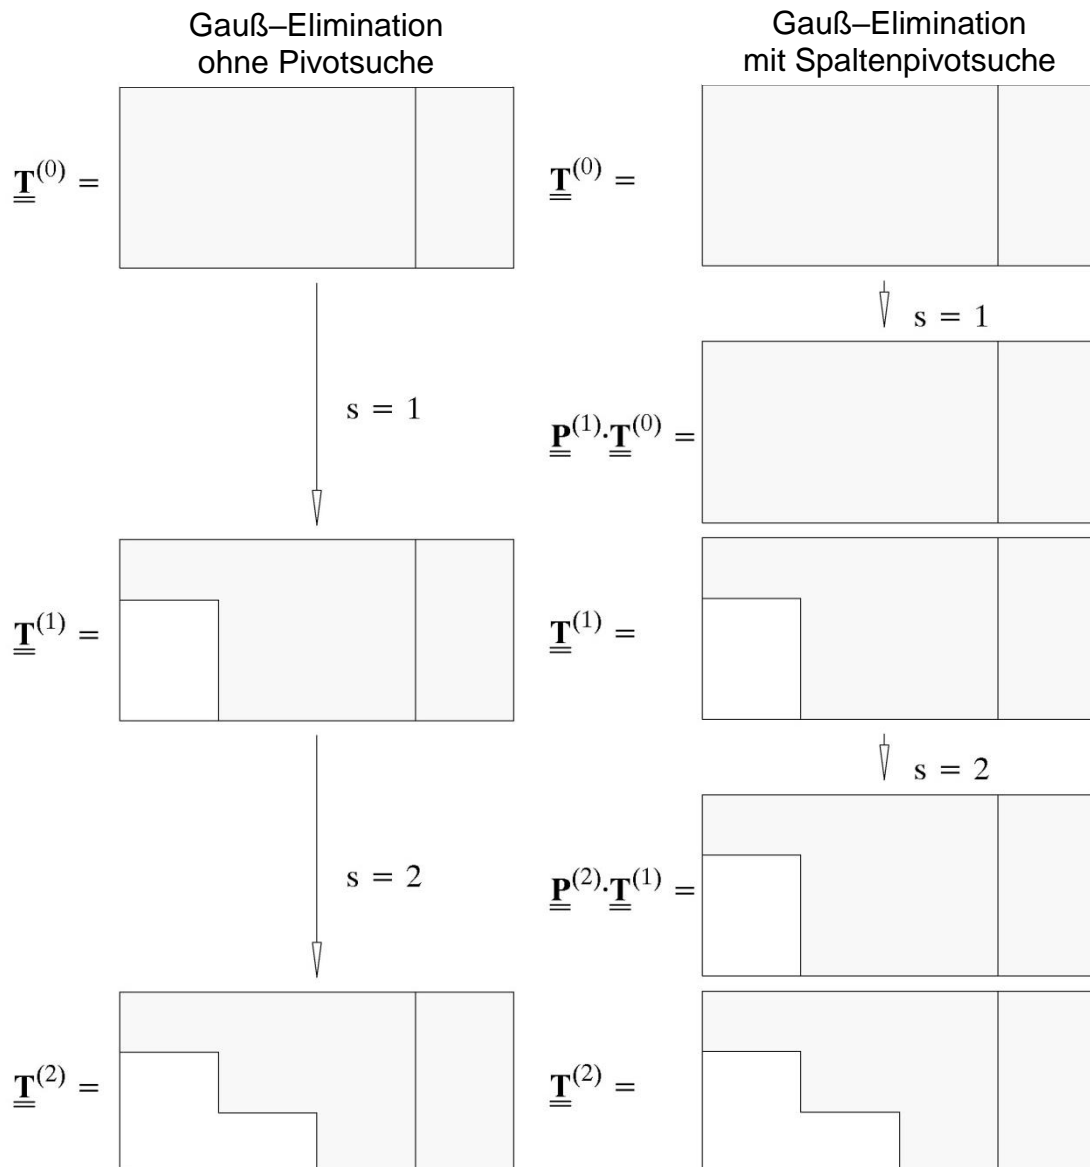 Gauß–Elimination
ohne Pivotsuche
Gauß–Elimination
mit Spaltenpivotsuche
T^(0) =
T^(0) =
s = 1
s = 1
P^(1)·T^(0) =
T^(1) =
T^(1) =
s = 2
s = 2
P^(2)·T^(1) =
T^(2) =
T^(2) =